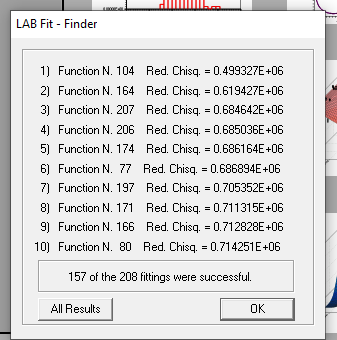 LAB Fit - Finder
1) Function N. 104 Red. Chisq. = 0.499327E+06
2) Function N. 164 Red. Chisq. = 0.619427E+06
3) Function N. 207 Red. Chisq. = 0.684642E+06
4) Function N. 206 Red. Chisq. = 0.685036E+06
5) Function N. 174 Red. Chisq. = 0.686164E+06
6) Function N. 77 Red. Chisq. = 0.686894E+06
7) Function N. 197 Red. Chisq. = 0.705352E+06
8) Function N. 171 Red. Chisq. = 0.711315E+06
9) Function N. 166 Red. Chisq. = 0.712828E+06
10) Function N. 80 Red. Chisq. = 0.714251E+06
157 of the 208 fittings were successful.
All Results
OK